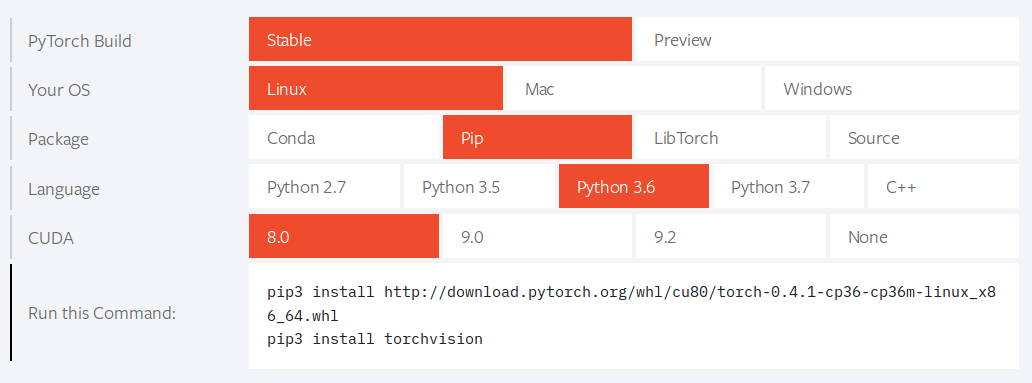 PyTorch Build Stable Preview
Your OS Linux Mac Windows
Package Conda Pip LibTorch Source
Language Python 2.7 Python 3.5 Python 3.6 Python 3.7 C++
CUDA 8.0 9.0 9.2 None
Run this Command:
pip3 install http://download.pytorch.org/whl/cu80/torch-0.4.1-cp36-cp36m-linux_x8
6_64.whl
pip3 install torchvision